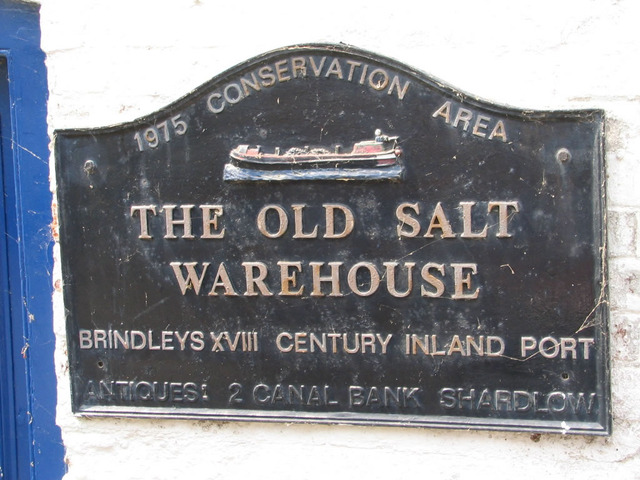 1975 CONSERVATION AREA
THE OLD SALT
WAREHOUSE
BRINDLEYS XVIII CENTURY INLAND PORT
ANTIQUES: 2 CANAL BANK SHARDLOW